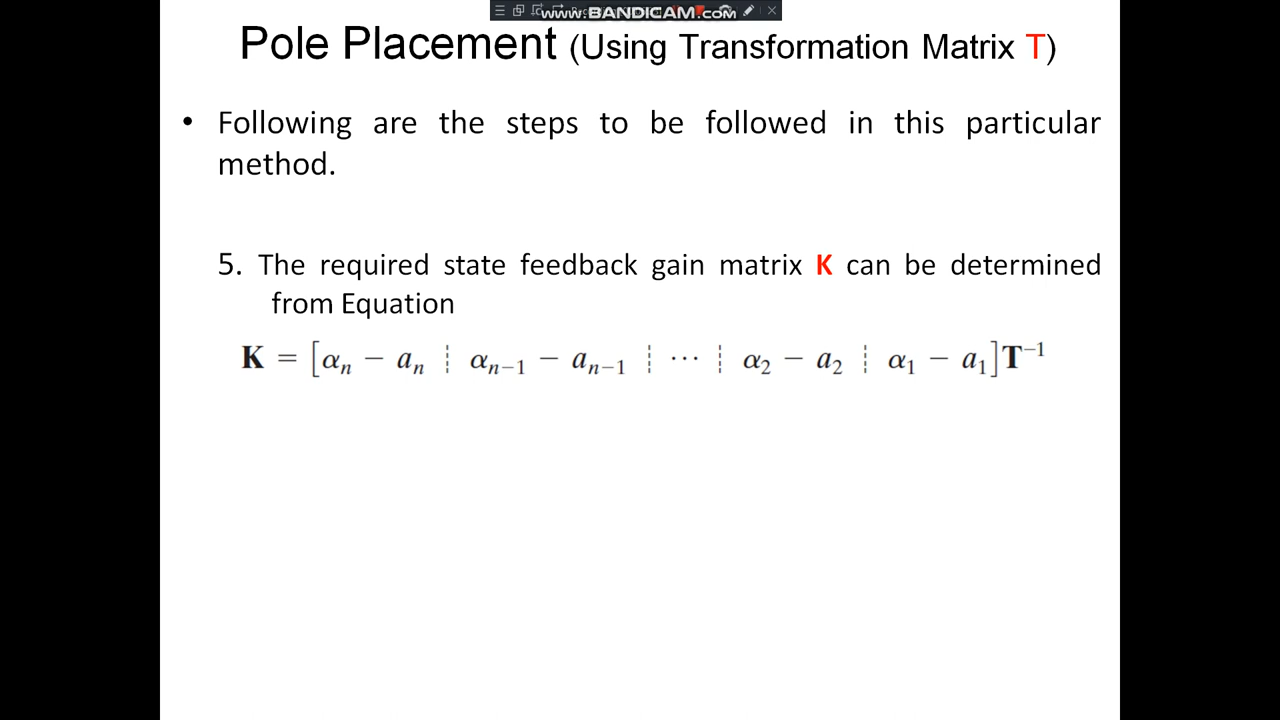 www.BANDICAM.com
Pole Placement (Using Transformation Matrix T)
• Following are the steps to be followed in this particular
method.
5. The required state feedback gain matrix K can be determined
from Equation
K = [αₙ − aₙ ┊ αₙ₋₁ − aₙ₋₁ ┊ ⋯ ┊ α₂ − a₂ ┊ α₁ − a₁]T⁻¹